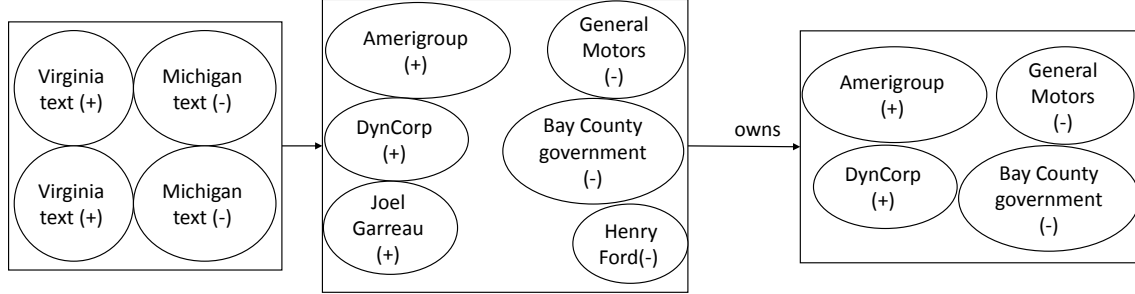 Virginia
text (+)
Michigan
text (-)
Virginia
text (+)
Michigan
text (-)
Amerigroup
(+)
General
Motors
(-)
DynCorp
(+)
Bay County
government
(-)
Joel
Garreau
(+)
Henry
Ford(-)
owns
Amerigroup
(+)
General
Motors
(-)
DynCorp
(+)
Bay County
government
(-)